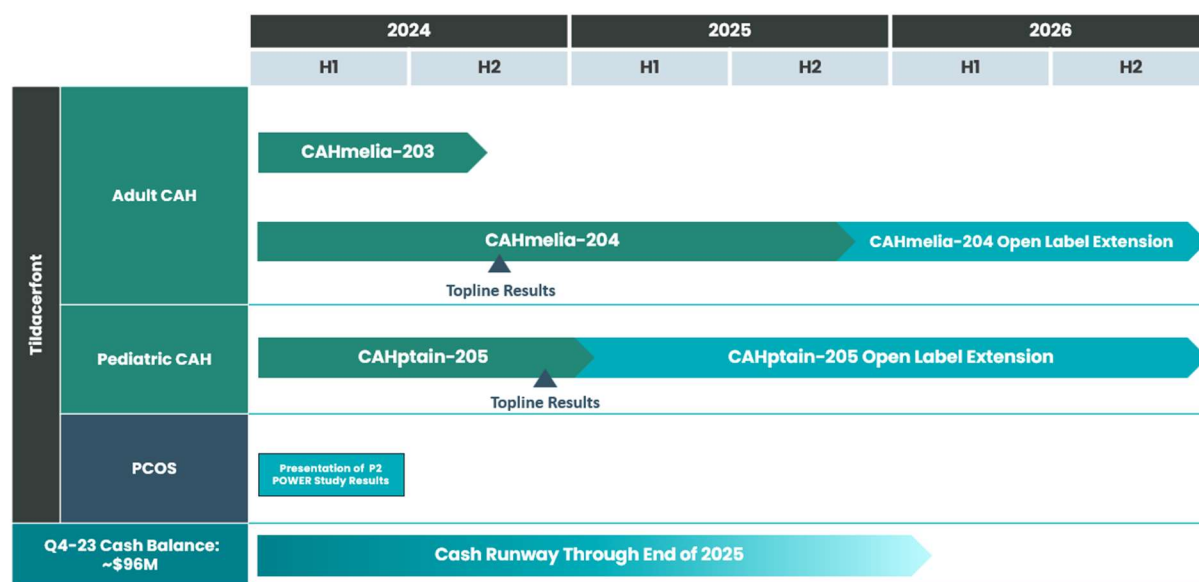 2024 2025 2026
H1 H2 H1 H2 H1 H2
Tildacerfont
Adult CAH
CAHmelia-203
CAHmelia-204
CAHmelia-204 Open Label Extension
Topline Results
Pediatric CAH
CAHptain-205
CAHptain-205 Open Label Extension
Topline Results
PCOS
Presentation of P2
POWER Study Results
Q4-23 Cash Balance:
~$96M
Cash Runway Through End of 2025